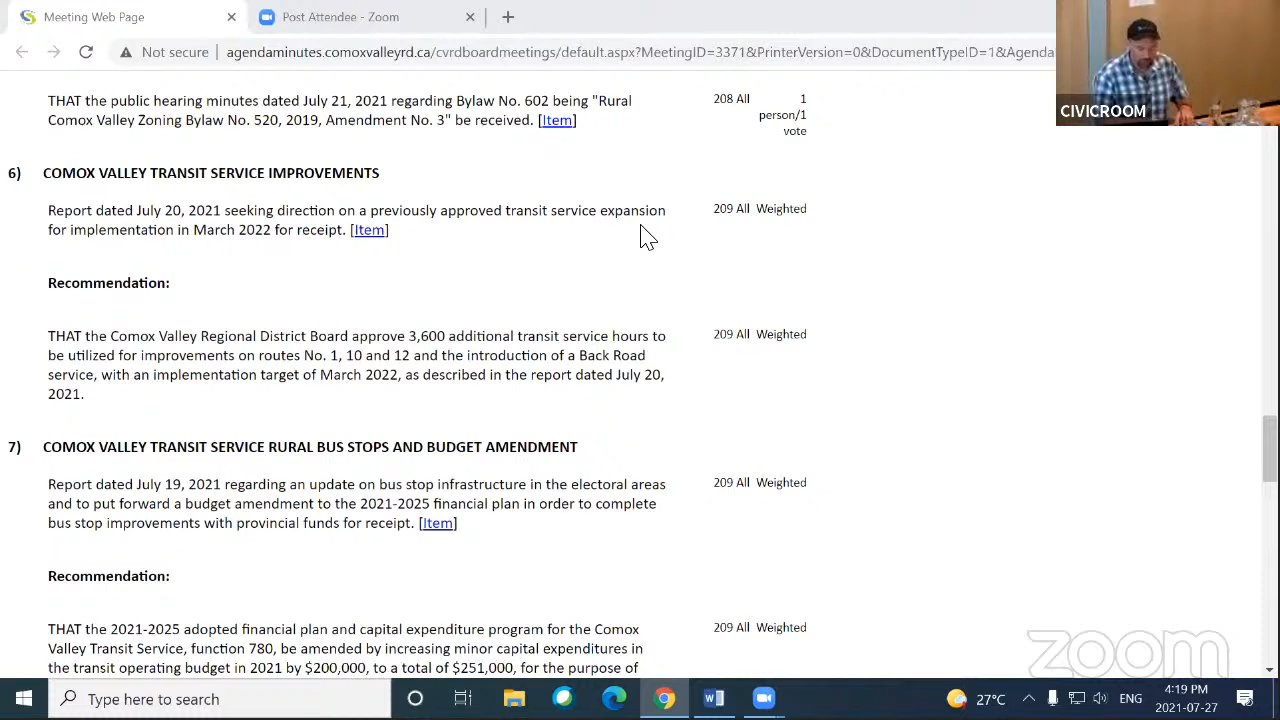 Meeting Web Page
Post Attendee - Zoom
Not secure
agendaminutes.comoxvalleyrd.ca/cvrdboardmeetings/default.aspx?MeetingID=3371&PrinterVersion=0&DocumentTypeID=1&Agenda
CIVICROOM
THAT the public hearing minutes dated July 21, 2021 regarding Bylaw No. 602 being "Rural
208 All 1
Comox Valley Zoning Bylaw No. 520, 2019, Amendment No. 3" be received. [Item]
person/1
vote
6) COMOX VALLEY TRANSIT SERVICE IMPROVEMENTS
Report dated July 20, 2021 seeking direction on a previously approved transit service expansion
209 All Weighted
for implementation in March 2022 for receipt. [Item]
Recommendation:
THAT the Comox Valley Regional District Board approve 3,600 additional transit service hours to
209 All Weighted
be utilized for improvements on routes No. 1, 10 and 12 and the introduction of a Back Road
service, with an implementation target of March 2022, as described in the report dated July 20,
2021.
7) COMOX VALLEY TRANSIT SERVICE RURAL BUS STOPS AND BUDGET AMENDMENT
Report dated July 19, 2021 regarding an update on bus stop infrastructure in the electoral areas
209 All Weighted
and to put forward a budget amendment to the 2021-2025 financial plan in order to complete
bus stop improvements with provincial funds for receipt. [Item]
Recommendation:
THAT the 2021-2025 adopted financial plan and capital expenditure program for the Comox
209 All Weighted
Valley Transit Service, function 780, be amended by increasing minor capital expenditures in
the transit operating budget in 2021 by $200,000, to a total of $251,000, for the purpose of
zoom
Type here to search
27°C
ENG
4:19 PM
2021-07-27